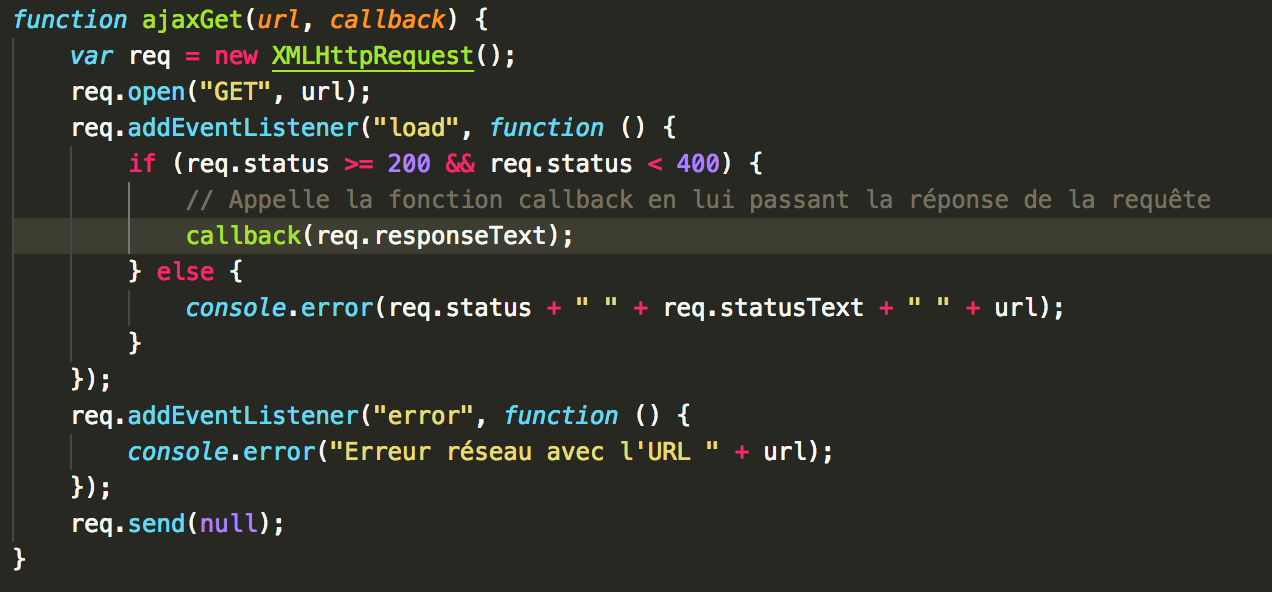 function ajaxGet(url, callback) {
    var req = new XMLHttpRequest();
    req.open("GET", url);
    req.addEventListener("load", function () {
        if (req.status >= 200 && req.status < 400) {
            // Appelle la fonction callback en lui passant la réponse de la requête
            callback(req.responseText);
        } else {
            console.error(req.status + " " + req.statusText + " " + url);
        }
    });
    req.addEventListener("error", function () {
        console.error("Erreur réseau avec l'URL " + url);
    });
    req.send(null);
}